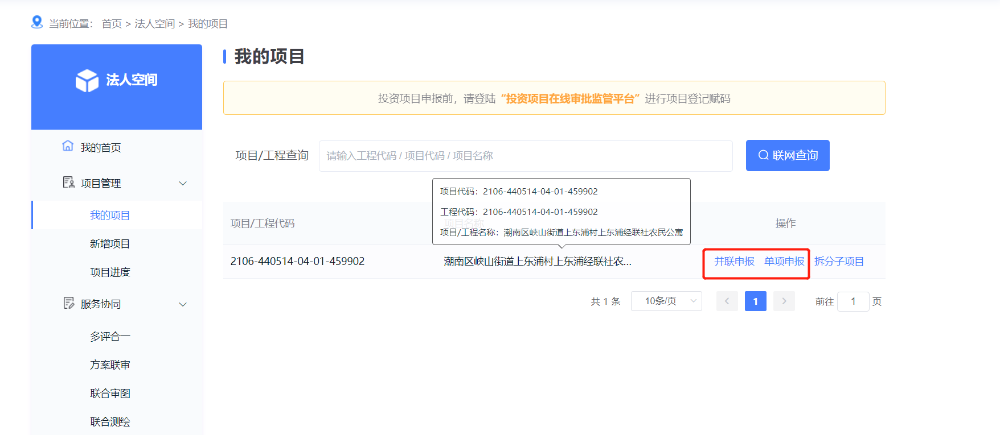 当前位置： 首页 > 法人空间 > 我的项目
法人空间
我的首页
项目管理
我的项目
新增项目
项目进度
服务协同
多评合一
方案联审
联合审图
联合测绘
我的项目
投资项目申报前，请登陆 “投资项目在线审批监管平台” 进行项目登记赋码
项目/工程查询 请输入工程代码 / 项目代码 / 项目名称 联网查询
项目代码：2106-440514-04-01-459902
工程代码：2106-440514-04-01-459902
项目/工程名称：潮南区峡山街道上东浦村上东浦经联社农民公寓
项目/工程代码 项目名称 操作
2106-440514-04-01-459902 潮南区峡山街道上东浦村上东浦经联社农... 并联申报 单项申报 拆分子项目
共 1 条 10条/页 1 前往 1 页